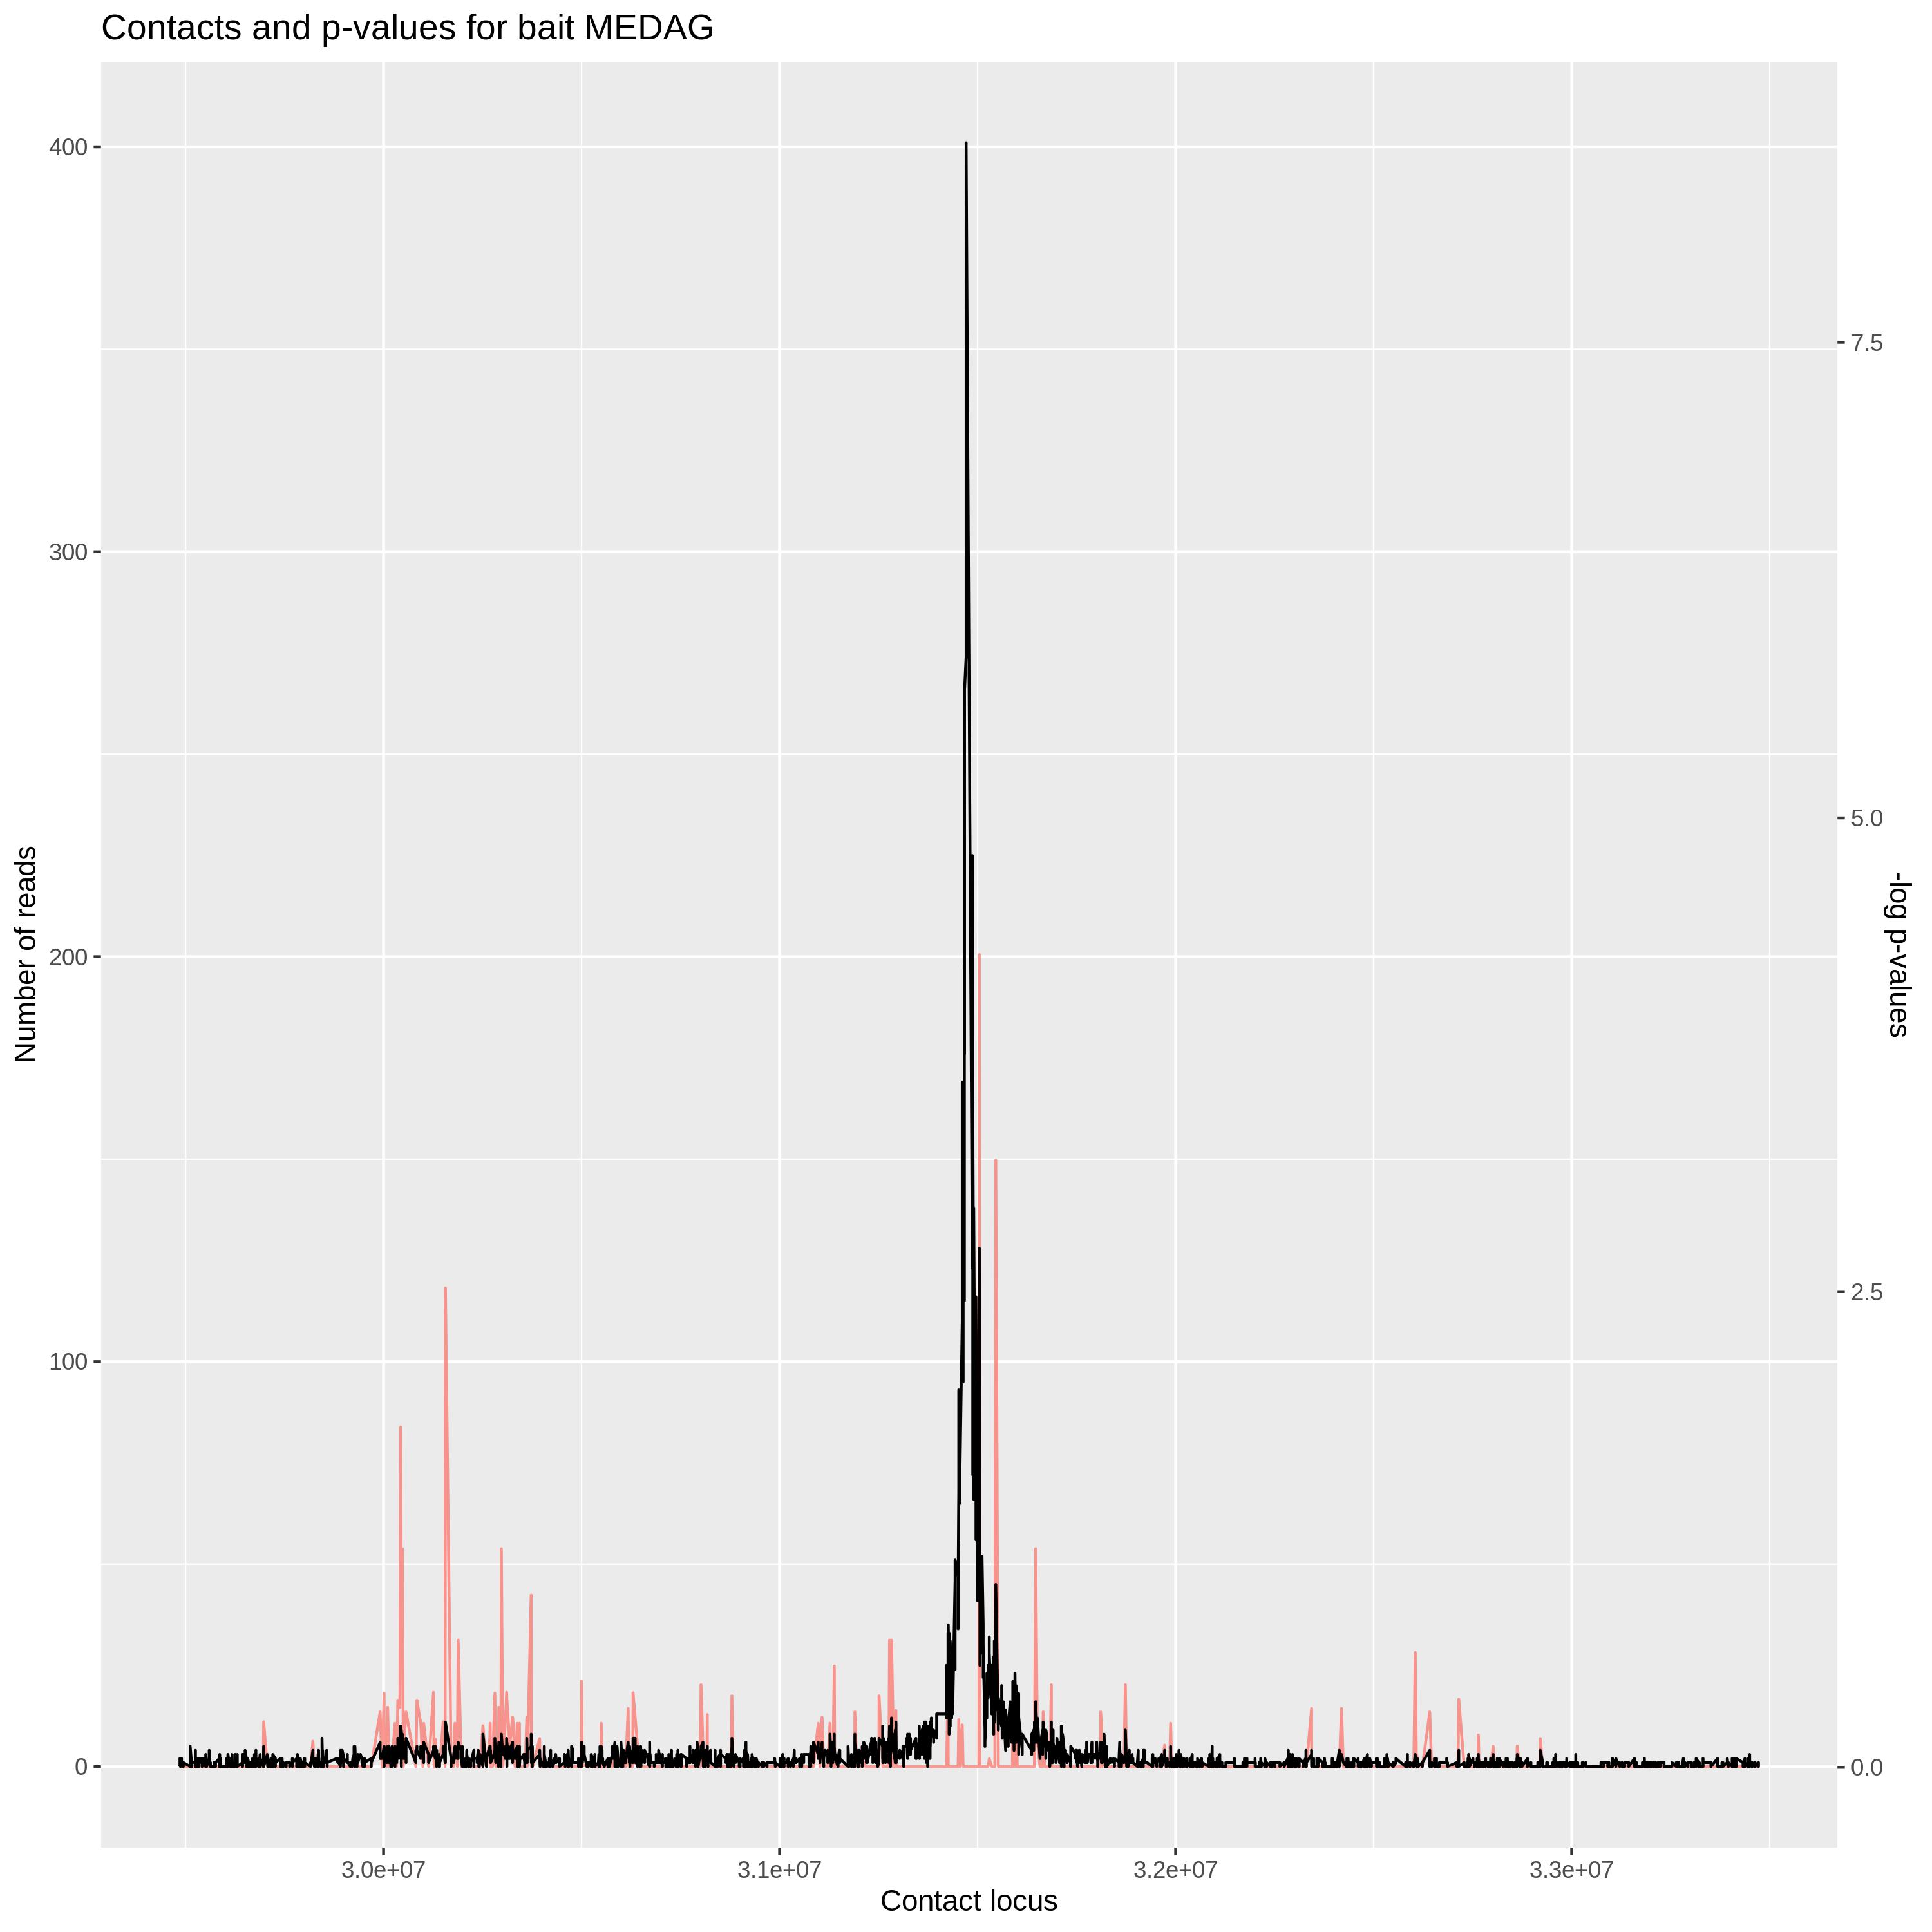 Contacts and p-values for bait MEDAG
400
300
200
100
0
Number of reads
7.5
5.0
2.5
0.0
-log p-values
3.0e+07 3.1e+07 3.2e+07 3.3e+07
Contact locus